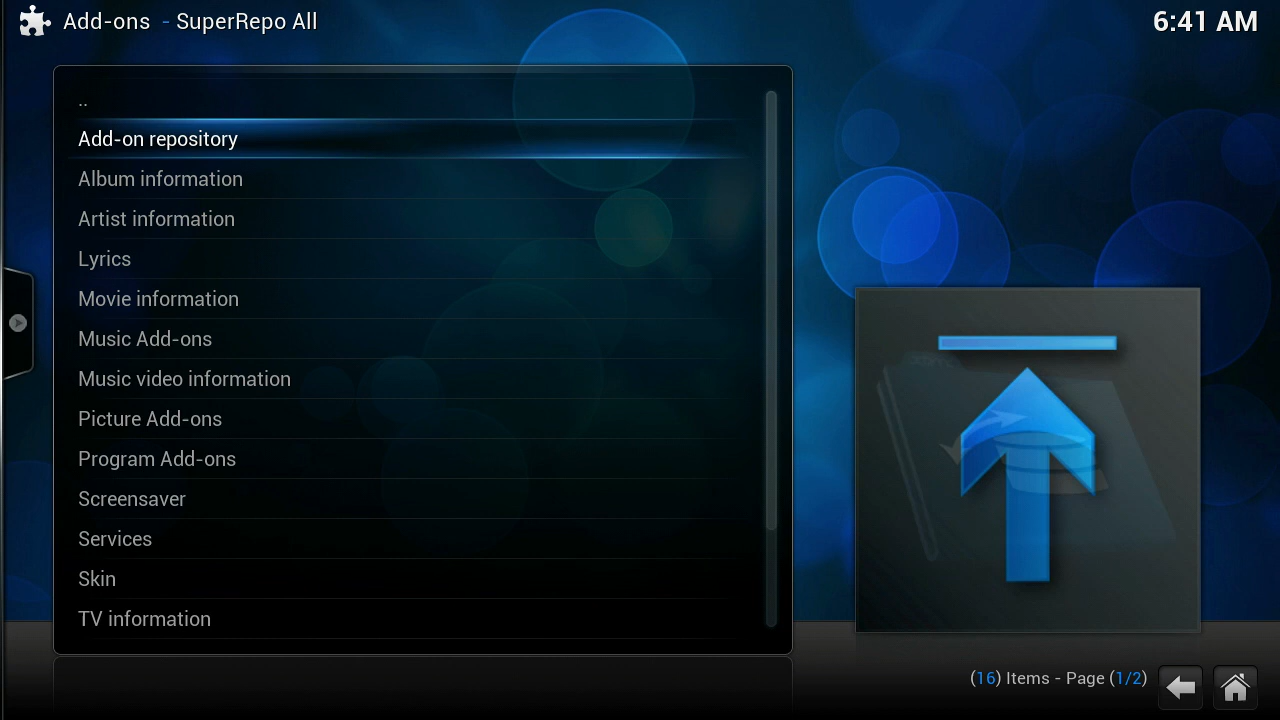 Add-ons - SuperRepo All
6:41 AM
..
Add-on repository
Album information
Artist information
Lyrics
Movie information
Music Add-ons
Music video information
Picture Add-ons
Program Add-ons
Screensaver
Services
Skin
TV information
(16) Items - Page (1/2)